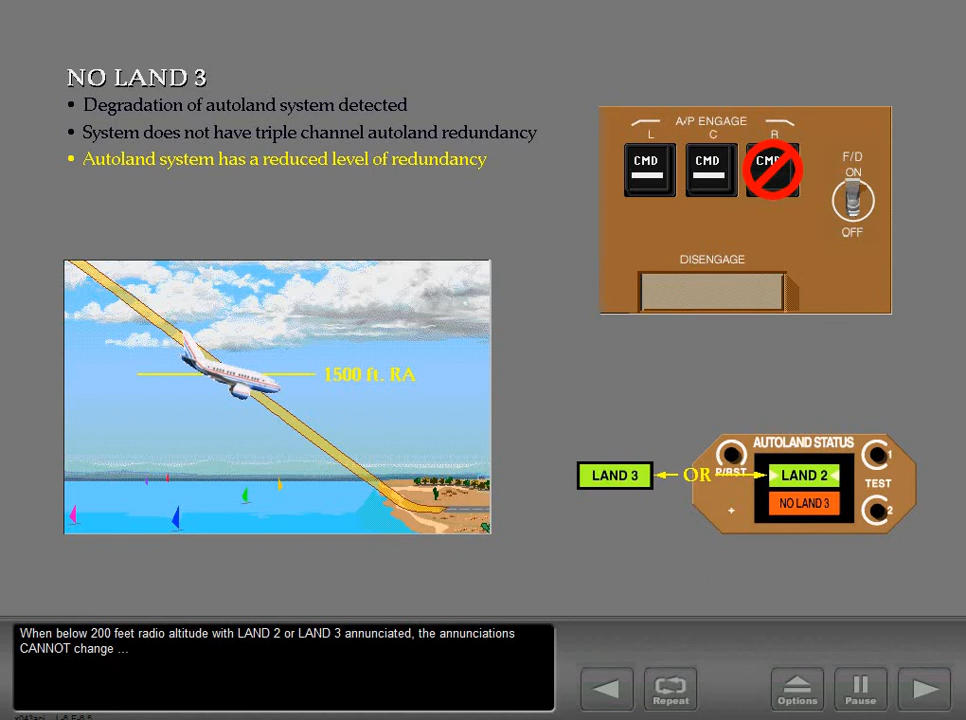 NO LAND 3
• Degradation of autoland system detected
• System does not have triple channel autoland redundancy
• Autoland system has a reduced level of redundancy
A/P ENGAGE
L C R
CMD CMD CMD
F/D
ON
OFF
DISENGAGE
1500 ft. RA
AUTOLAND STATUS
P/RST
1
LAND 3 OR LAND 2
TEST
NO LAND 3
+ 2
When below 200 feet radio altitude with LAND 2 or LAND 3 annunciated, the annunciations
CANNOT change ...
Repeat Options Pause